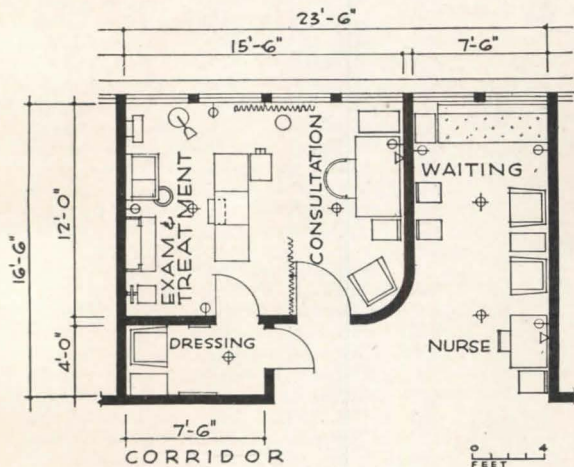 23'-6"
15'-6"
7'-6"
16'-6"
12'-0"
4'-0"
EXAM &
TREATMENT
CONSULTATION
WAITING
DRESSING
NURSE
7'-6"
CORRIDOR
0 4
FEET